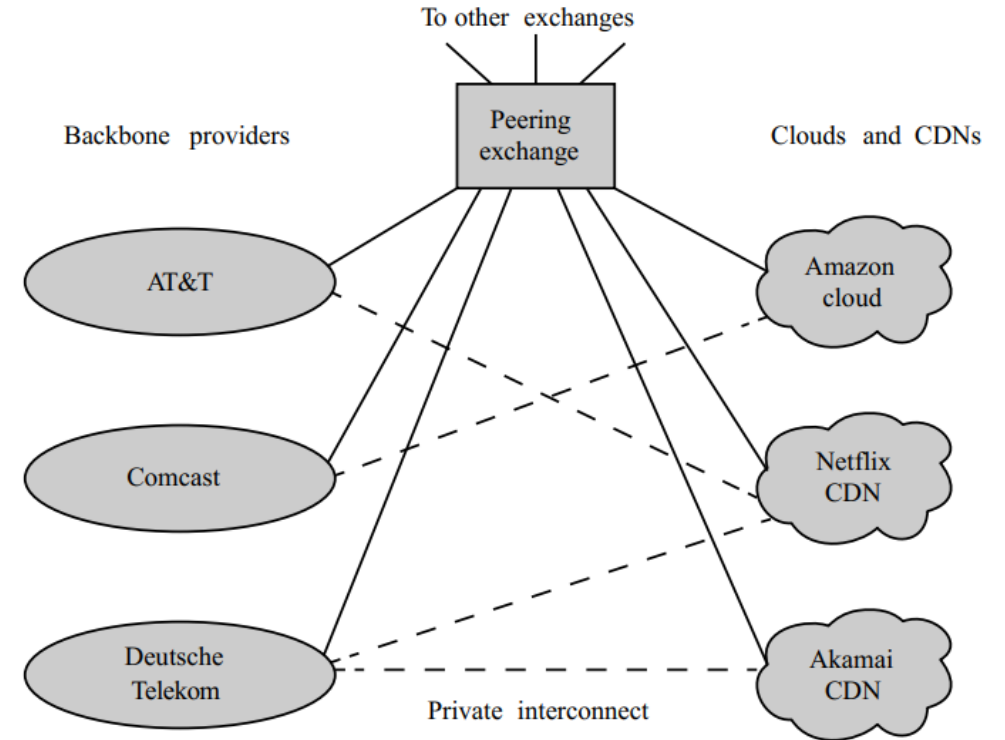 To other exchanges
Peering
exchange
Backbone providers
Clouds and CDNs
AT&T
Amazon
cloud
Comcast
Netflix
CDN
Deutsche
Telekom
Akamai
CDN
Private interconnect